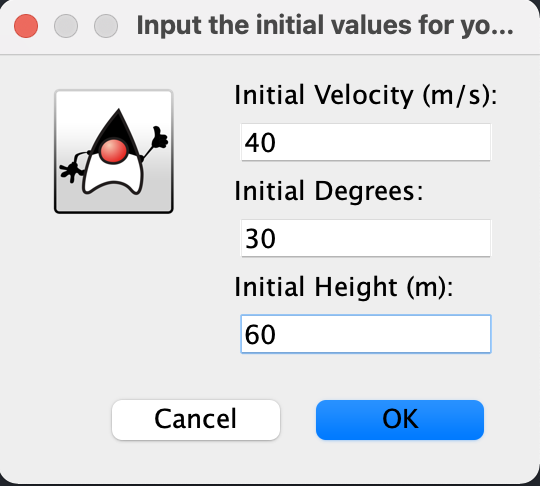 Input the initial values for yo...
Initial Velocity (m/s):
40
Initial Degrees:
30
Initial Height (m):
60
Cancel
OK